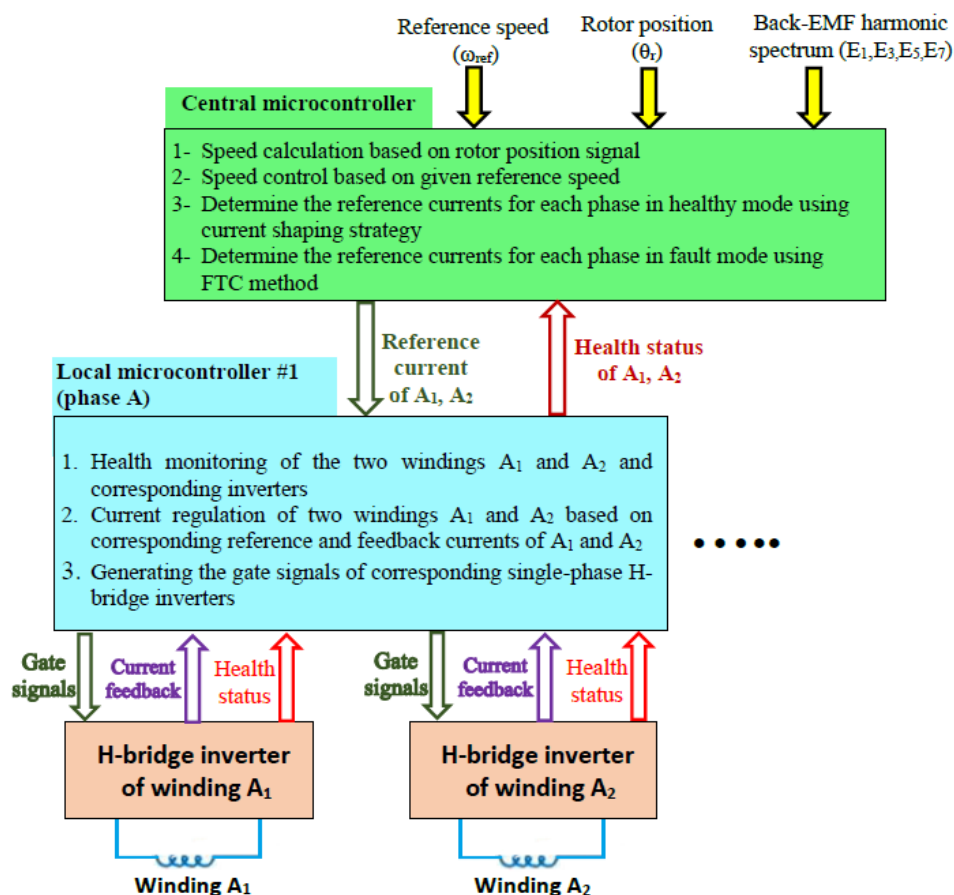 Reference speed
(ω_ref)
Rotor position
(θ_r)
Back-EMF harmonic
spectrum (E₁,E₃,E₅,E₇)
Central microcontroller
1- Speed calculation based on rotor position signal
2- Speed control based on given reference speed
3- Determine the reference currents for each phase in healthy mode using
current shaping strategy
4- Determine the reference currents for each phase in fault mode using
FTC method
Reference
current
of A₁, A₂
Health status
of A₁, A₂
Local microcontroller #1
(phase A)
1. Health monitoring of the two windings A₁ and A₂ and
corresponding inverters
2. Current regulation of two windings A₁ and A₂ based on
corresponding reference and feedback currents of A₁ and A₂
3. Generating the gate signals of corresponding single-phase H-
bridge inverters
Gate
signals
Current
feedback
Health
status
Gate
signals
Current
feedback
Health
status
H-bridge inverter
of winding A₁
H-bridge inverter
of winding A₂
Winding A₁
Winding A₂